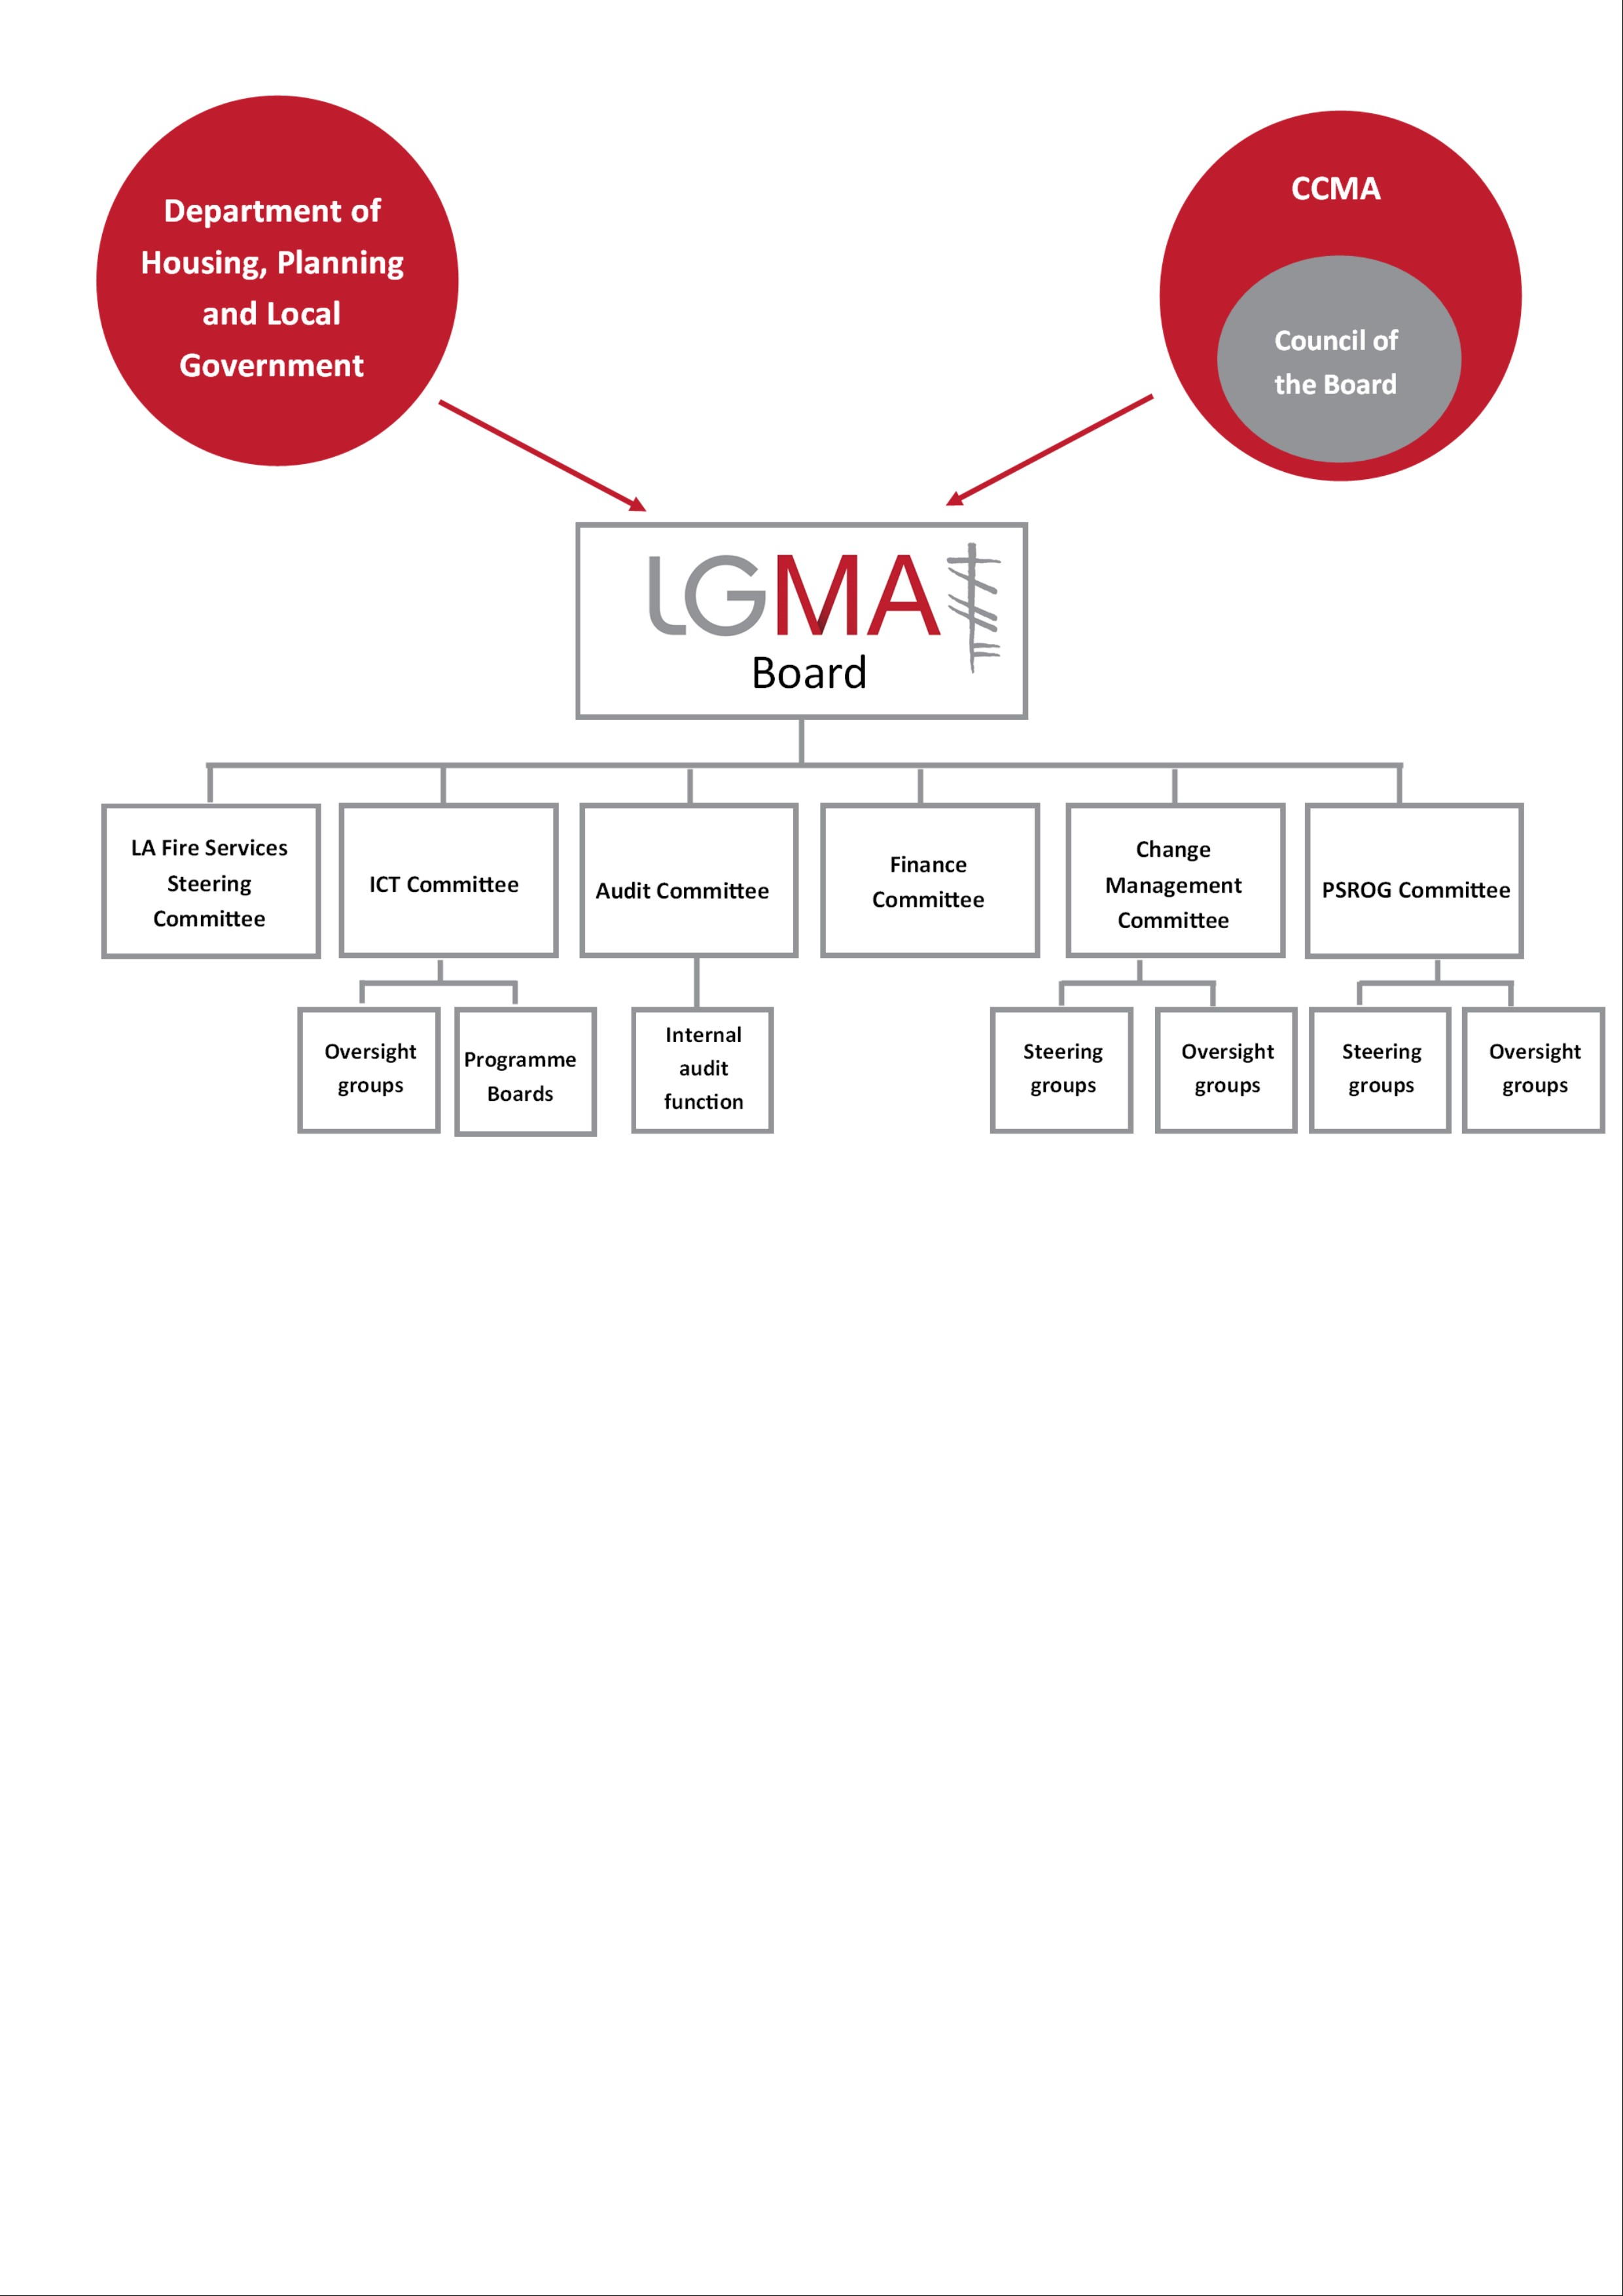 Department of
Housing, Planning
and Local
Government
CCMA
Council of
the Board
LGMA
Board
LA Fire Services
Steering
Committee
ICT Committee
Audit Committee
Finance
Committee
Change
Management
Committee
PSROG Committee
Oversight
groups
Programme
Boards
Internal
audit
function
Steering
groups
Oversight
groups
Steering
groups
Oversight
groups